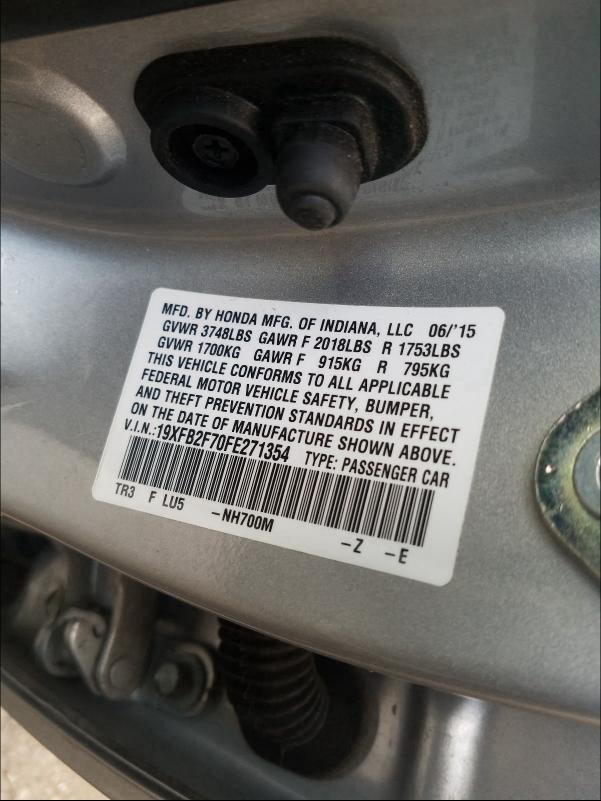 MFD. BY HONDA MFG. OF INDIANA, LLC 06/'15
GVWR 3748LBS GAWR F 2018LBS R 1753LBS
GVWR 1700KG GAWR F 915KG R 795KG
THIS VEHICLE CONFORMS TO ALL APPLICABLE
FEDERAL MOTOR VEHICLE SAFETY, BUMPER,
AND THEFT PREVENTION STANDARDS IN EFFECT
ON THE DATE OF MANUFACTURE SHOWN ABOVE.
V.I.N.:19XFB2F70FE271354 TYPE: PASSENGER CAR
TR3 F LU5 -NH700M -Z -E